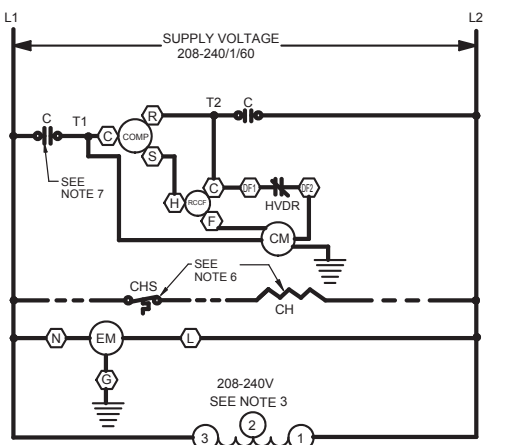 L1
L2
SUPPLY VOLTAGE
208-240/1/60
C
T1
C
COMP
R
S
T2
C
SEE
NOTE 7
H
RCCF
C
F
DF1
HVDR
DF2
CM
SEE
NOTE 6
CHS
CH
N
EM
L
G
208-240V
SEE NOTE 3
3
2
1